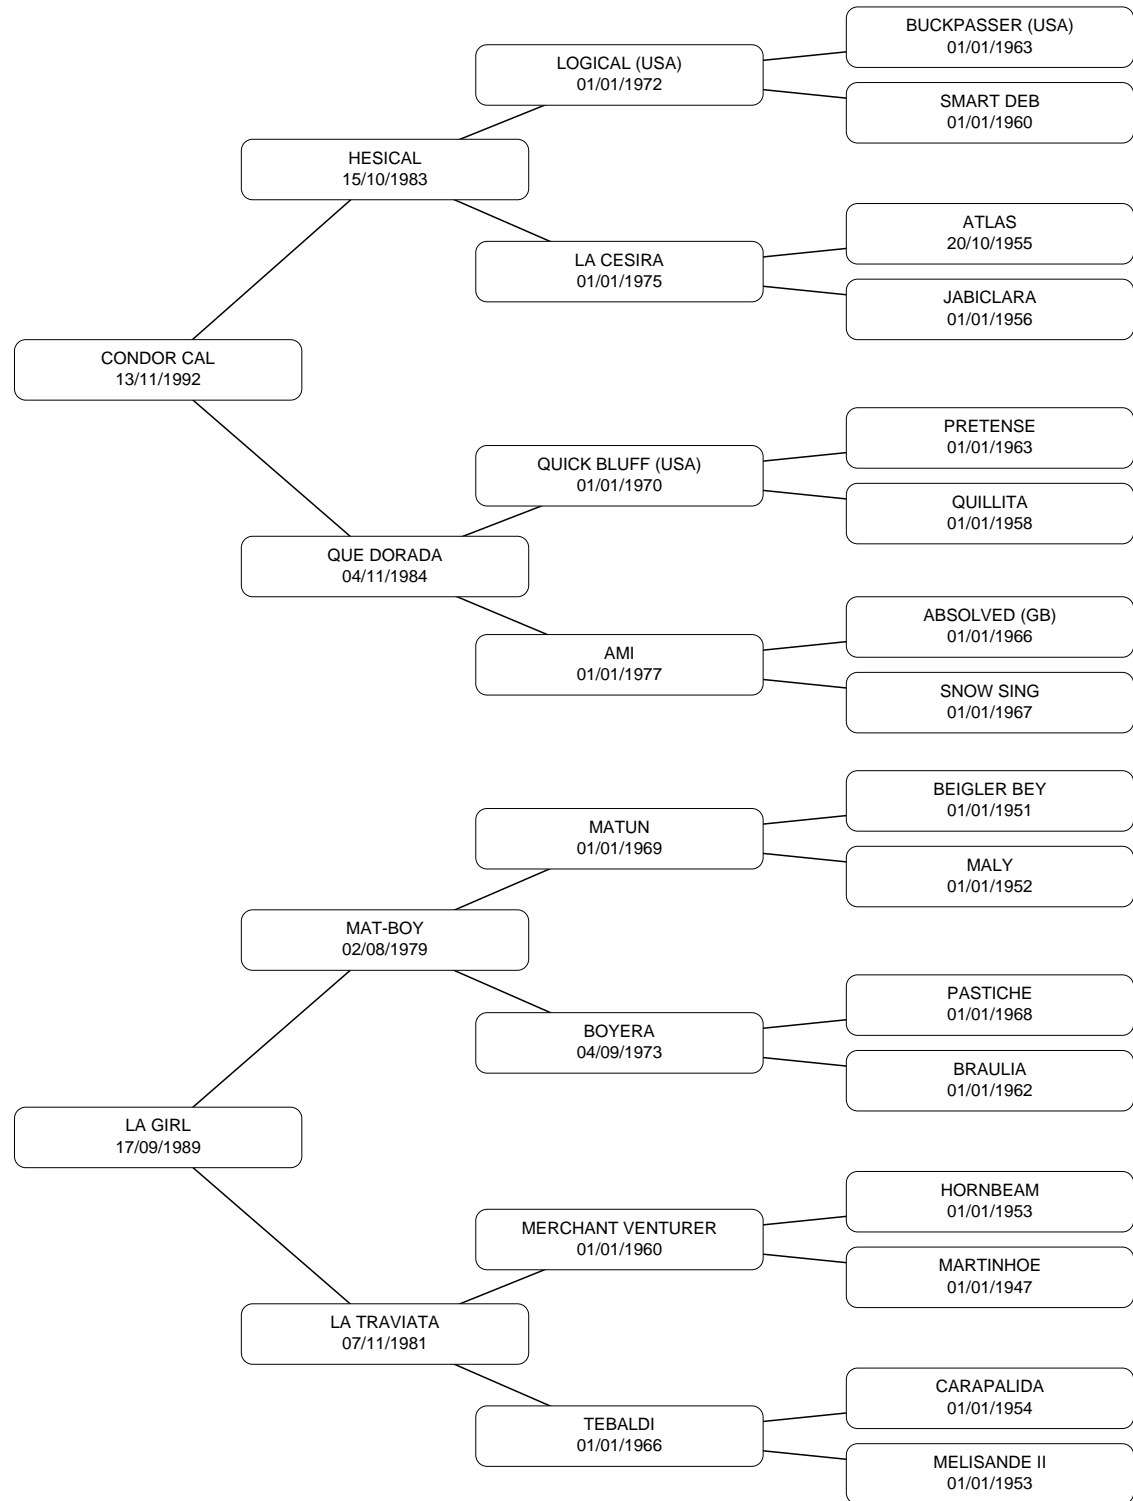 BUCKPASSER (USA)
01/01/1963
LOGICAL (USA)
01/01/1972
SMART DEB
01/01/1960
HESICAL
15/10/1983
ATLAS
20/10/1955
LA CESIRA
01/01/1975
JABICLARA
01/01/1956
CONDOR CAL
13/11/1992
PRETENSE
01/01/1963
QUICK BLUFF (USA)
01/01/1970
QUILLITA
01/01/1958
QUE DORADA
04/11/1984
ABSOLVED (GB)
01/01/1966
AMI
01/01/1977
SNOW SING
01/01/1967
BEIGLER BEY
01/01/1951
MATUN
01/01/1969
MALY
01/01/1952
MAT-BOY
02/08/1979
PASTICHE
01/01/1968
BOYERA
04/09/1973
BRAULIA
01/01/1962
LA GIRL
17/09/1989
HORNBEAM
01/01/1953
MERCHANT VENTURER
01/01/1960
MARTINHOE
01/01/1947
LA TRAVIATA
07/11/1981
CARAPALIDA
01/01/1954
TEBALDI
01/01/1966
MELISANDE II
01/01/1953